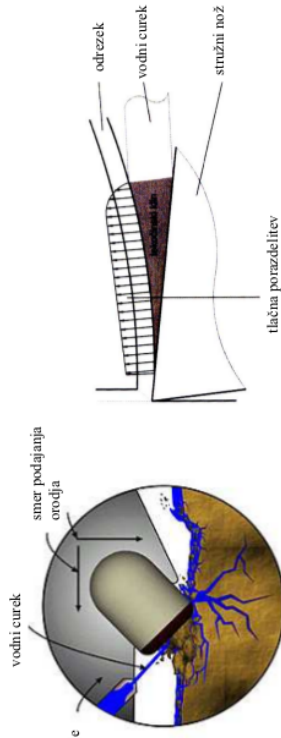 vodni curek
smer podajanja
orodja
e
odrezek
vodni curek
stružni nož
tlačna porazdelitev